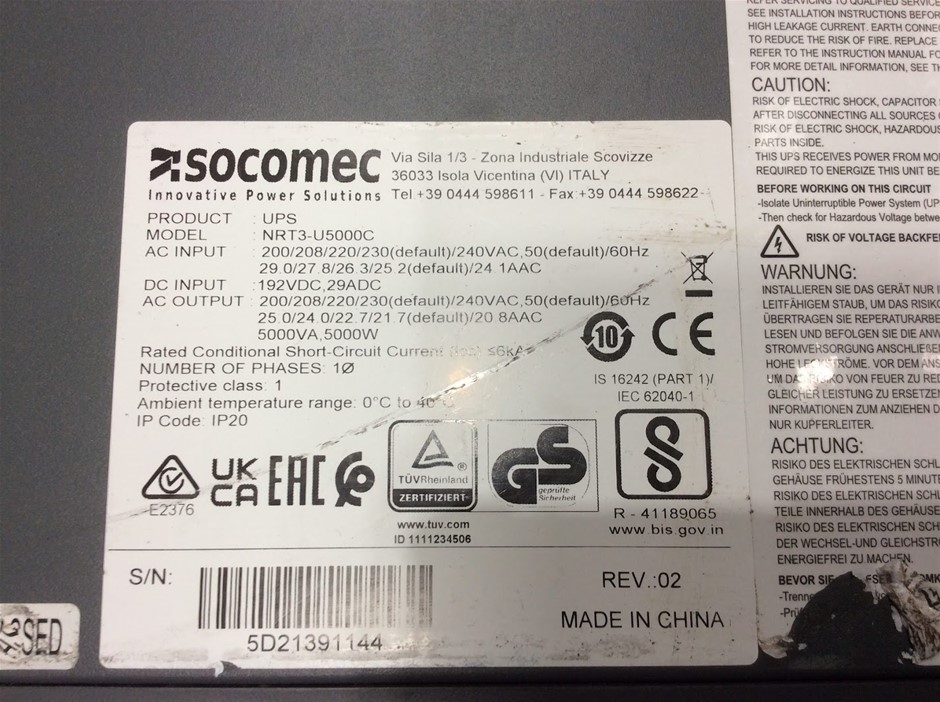 socomec
Innovative Power Solutions
Via Sila 1/3 - Zona Industriale Scovizze
36033 Isola Vicentina (VI) ITALY
Tel.+39 0444 598611 - Fax:+39 0444 598622
PRODUCT : UPS
MODEL : NRT3-U5000C
AC INPUT : 200/208/220/230(default)/240VAC,50(default)/60Hz
29.0/27.8/26.3/25.2(default)/24.1AAC
DC INPUT : 192VDC,29ADC
AC OUTPUT : 200/208/220/230(default)/240VAC,50(default)/60Hz
25.0/24.0/22.7/21.7(default)/20.8AAC
5000VA,5000W
Rated Conditional Short-Circuit Current ≤6kA
NUMBER OF PHASES: 1Ø
Protective class: 1
Ambient temperature range: 0°C to 40°C
IP Code: IP20
10
CE
IS 16242 (PART 1)/
IEC 62040-1
E2376
UK
CA
EAC
TÜVRheinland
ZERTIFIZIERT
www.tuv.com
ID 1111234506
GS
geprüfte
Sicherheit
R - 41189065
www.bis.gov.in
S/N:
5D21391144
REV.:02
MADE IN CHINA
SED
REFER SERVICING TO QUALIFIED SERVICE
SEE INSTALLATION INSTRUCTIONS BEFOR
HIGH LEAKAGE CURRENT. EARTH CONNE
TO REDUCE THE RISK OF FIRE. REPLACE
REFER TO THE INSTRUCTION MANUAL FO
FOR MORE DETAIL INFORMATION, SEE TH
CAUTION:
RISK OF ELECTRIC SHOCK, CAPACITOR
AFTER DISCONNECTING ALL SOURCES
RISK OF ELECTRIC SHOCK, HAZARDOUS
PARTS INSIDE.
THIS UPS RECEIVES POWER FROM MO
REQUIRED TO ENERGIZE THIS UNIT BE
BEFORE WORKING ON THIS CIRCUIT
-Isolate Uninterruptible Power System (UP
-Then check for Hazardous Voltage betwe
RISK OF VOLTAGE BACKFE
WARNUNG:
INSTALLIEREN SIE DAS GERÄT NUR I
LEITFÄHIGEM STAUB, UM DAS RISIKO
ÜBERTRAGEN SIE REPERATURARBE
LESEN UND BEFOLGEN SIE DIE ANW
STROMVERSORGUNG ANSCHLIEßE
HOHE LECKSTRÖME. VOR DEM ANS
UM DAS RISIKO VON FEUER ZU RE
GLEICHER LEISTUNG ZU ERSETZE
INFORMATIONEN ZUM ANZIEHEN D
NUR KUPFERLEITER.
ACHTUNG:
RISIKO DES ELEKTRISCHEN SCHL
GEHÄUSE FRÜHESTENS 5 MINUT
RISIKO DES ELEKTRISCHEN SCH
TEILE INNERHALB DES GEHÄUSE
RISIKO DES ELEKTRISCHEN SCH
DER WECHSEL-UND GLEICHSTR
ENERGIEFREI ZU MACHEN.
BEVOR SIE
-Trenne